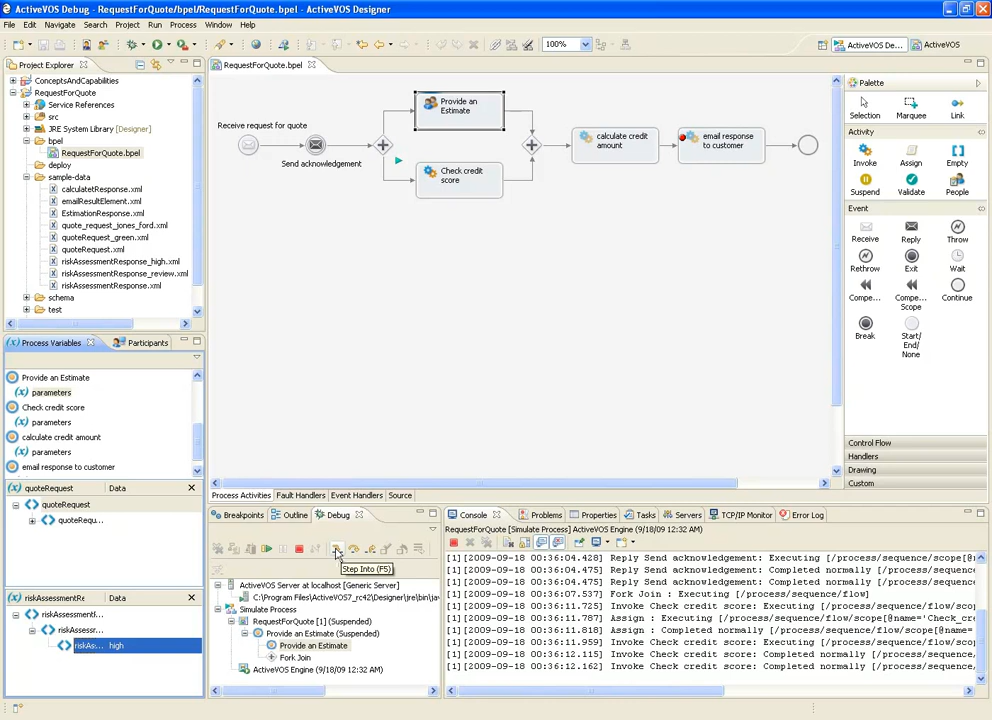 ActiveVOS Debug - RequestForQuote/bpel/RequestForQuote.bpel - ActiveVOS Designer
File Edit Navigate Search Project Run Process Window Help
100%
ActiveVOS De...
ActiveVOS
Project Explorer
ConceptsAndCapabilities
RequestForQuote
Service References
src
JRE System Library [Designer]
bpel
RequestForQuote.bpel
deploy
sample-data
calculatetResponse.xml
emailResultElement.xml
EstimationResponse.xml
quote_request_jones_ford.xml
quoteRequest_green.xml
quoteRequest.xml
riskAssessmentResponse_high.xml
riskAssessmentResponse_review.xml
riskAssessmentResponse.xml
schema
test
Process Variables
Participants
Provide an Estimate
parameters
Check credit score
parameters
calculate credit amount
parameters
email response to customer
quoteRequest Data
quoteRequest
quoteRequ...
riskAssessmentRe Data
riskAssessmentF...
riskAssessr...
riskAs... high
RequestForQuote.bpel
Receive request for quote
Send acknowledgement
Provide an
Estimate
Check credit
score
calculate credit
amount
email response
to customer
Process Activities Fault Handlers Event Handlers Source
Palette
Selection Marquee Link
Activity
Invoke Assign Empty
Suspend Validate People
Event
Receive Reply Throw
Rethrow Exit Wait
Compe... Compe... Scope Continue
Break Start/ End/ None
Control Flow
Handlers
Drawing
Custom
Breakpoints Outline Debug
Step Into (F5)
ActiveVOS Server at localhost [Generic Server]
C:\Program Files\ActiveVOS7_rc42\Designer\jre\bin\jav
Simulate Process
RequestForQuote [1] (Suspended)
Provide an Estimate (Suspended)
Provide an Estimate
Fork Join
ActiveVOS Engine (9/18/09 12:32 AM)
Console Problems Properties Tasks Servers TCP/IP Monitor Error Log
RequestForQuote [Simulate Process] ActiveVOS Engine (9/18/09 12:32 AM)
[1] [2009-09-18 00:36:04.428] Reply Send acknowledgement: Executing [/process/sequence/scope[@n
[1] [2009-09-18 00:36:04.475] Reply Send acknowledgement: Completed normally [/process/sequence
[1] [2009-09-18 00:36:04.475] Reply Send acknowledgement: Completed normally [/process/sequence
[1] [2009-09-18 00:36:07.537] Fork Join : Executing [/process/sequence/flow]
[1] [2009-09-18 00:36:11.725] Invoke Check credit score: Executing [/process/sequence/flow/scop
[1] [2009-09-18 00:36:11.787] Assign : Executing [/process/sequence/flow/scope[@name='Check_cre
[1] [2009-09-18 00:36:11.818] Assign : Completed normally [/process/sequence/flow/scope[@name=
[1] [2009-09-18 00:36:11.959] Invoke Check credit score: Executing [/process/sequence/flow/scop
[1] [2009-09-18 00:36:12.115] Invoke Check credit score: Completed normally [/process/sequence/
[1] [2009-09-18 00:36:12.162] Invoke Check credit score: Completed normally [/process/sequence/